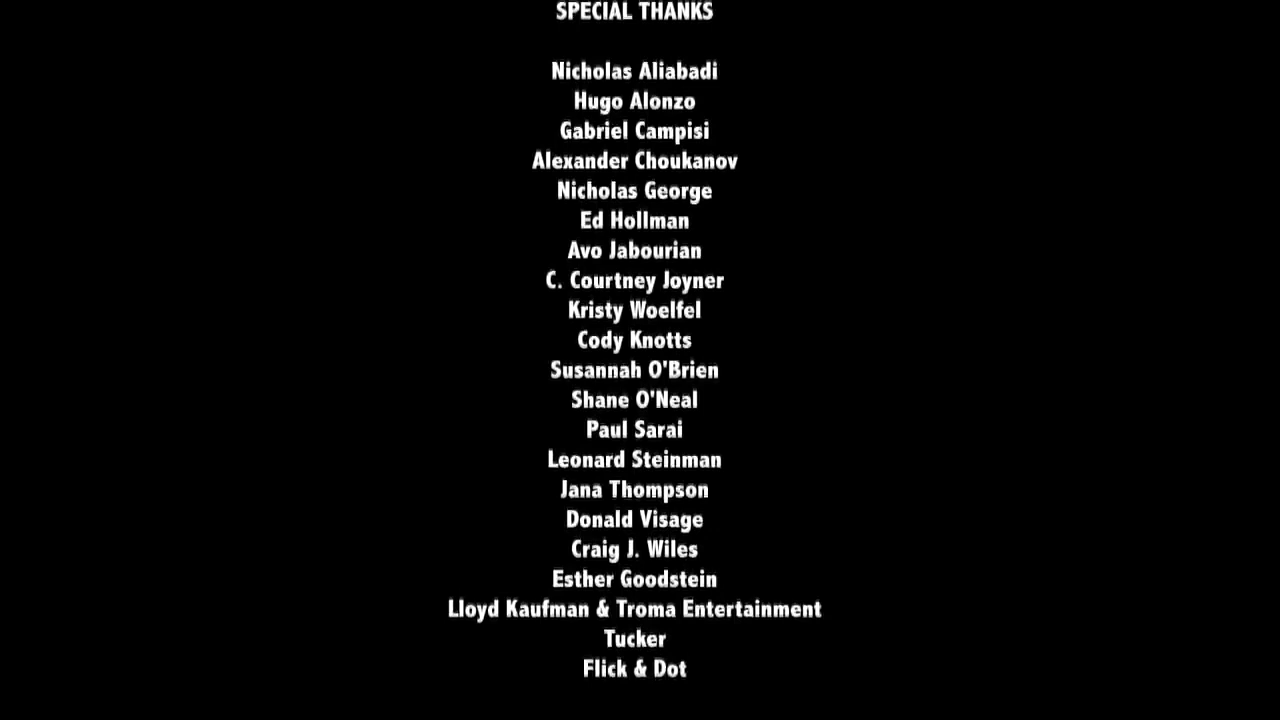 SPECIAL THANKS
Nicholas Aliabadi
Hugo Alonzo
Gabriel Campisi
Alexander Choukanov
Nicholas George
Ed Hollman
Avo Jabourian
C. Courtney Joyner
Kristy Woelfel
Cody Knotts
Susannah O'Brien
Shane O'Neal
Paul Sarai
Leonard Steinman
Jana Thompson
Donald Visage
Craig J. Wiles
Esther Goodstein
Lloyd Kaufman & Troma Entertainment
Tucker
Flick & Dot